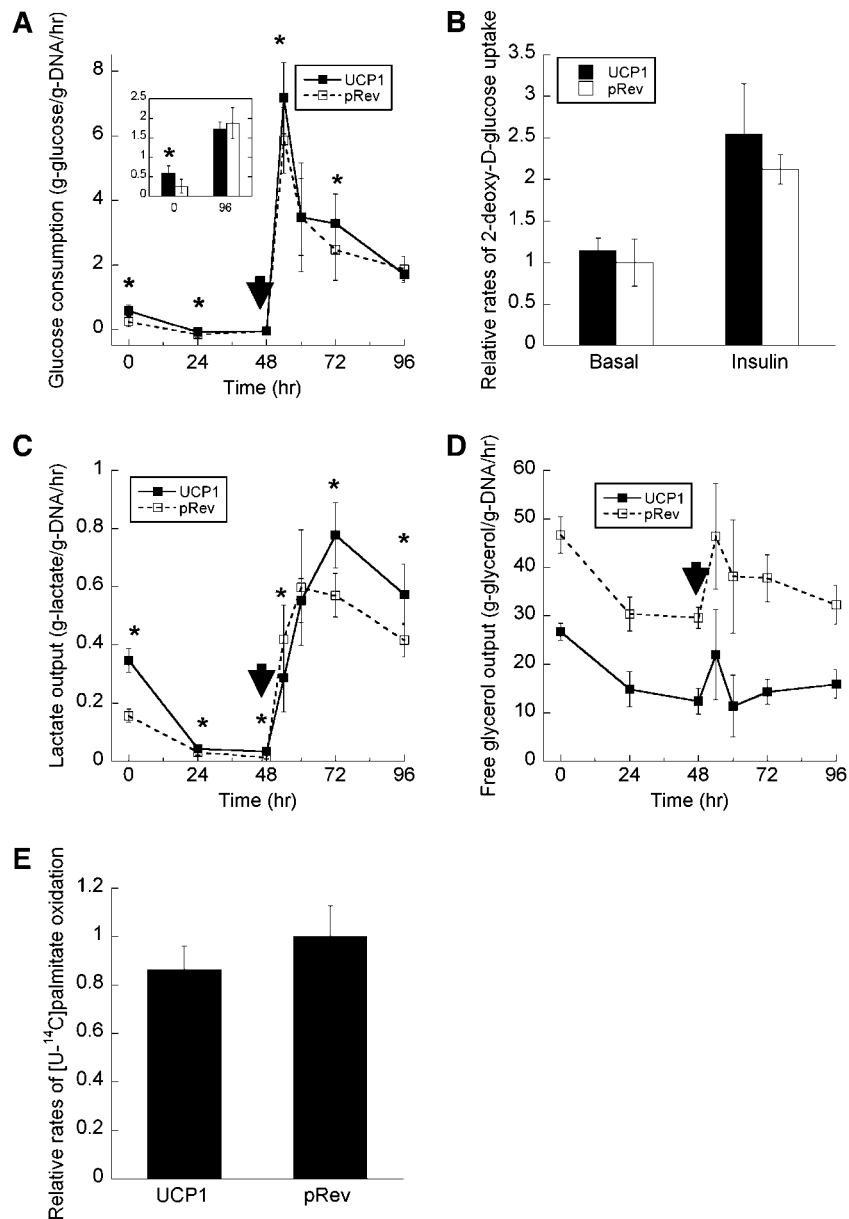 A
Glucose consumption (g-glucose/g-DNA/hr)
8
6
4
2
0
*
UCP1
pRev
2.5
2
1.5
1
0.5
0
*
0
96
*
*
*
0
24
48
72
96
Time (hr)
B
Relative rates of 2-deoxy-D-glucose uptake
3.5
3
2.5
2
1.5
1
0.5
0
UCP1
pRev
Basal
Insulin
C
Lactate output (g-lactate/g-DNA/hr)
1
0.8
0.6
0.4
0.2
0
UCP1
pRev
*
*
*
*
*
*
0
24
48
72
96
Time (hr)
D
Free glycerol output (g-glycerol/g-DNA/hr)
60
50
40
30
20
10
0
UCP1
pRev
0
24
48
72
96
Time (hr)
E
Relative rates of [U-¹⁴C]palmitate oxidation
1.2
1
0.8
0.6
0.4
0.2
0
UCP1
pRev